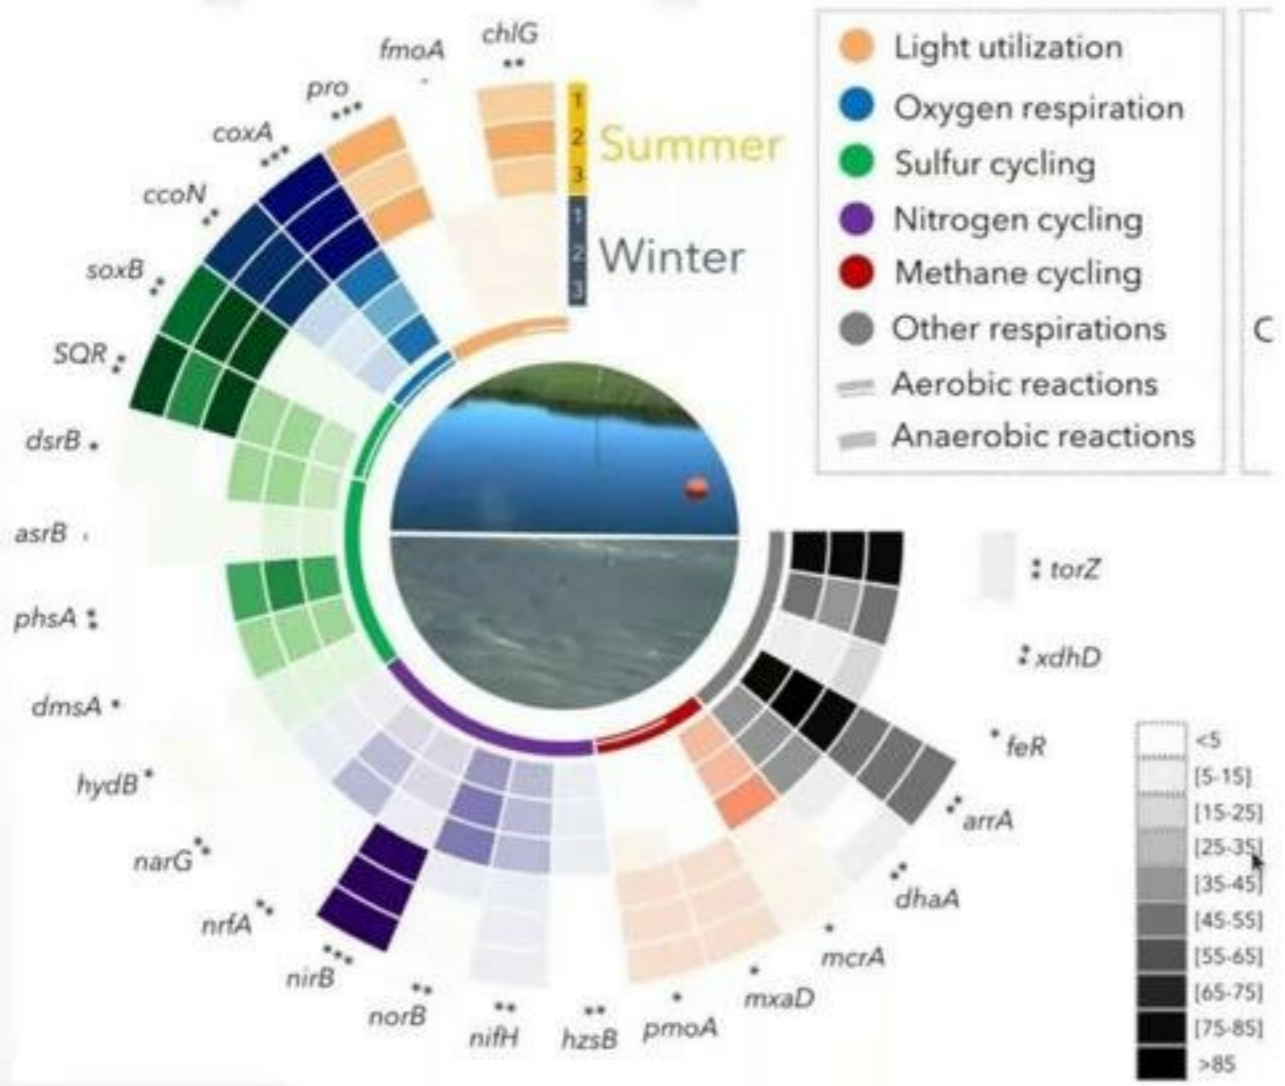 chlG
fmoA
pro
coxA
ccoN
soxB
SQR
dsrB
asrB
phsA
dmsA
hydB
narG
nrfA
nirB
norB
nifH
hzsB
pmoA
mxaD
mcrA
dhaA
arrA
feR
xdhD
torZ
1
2
3
Summer
1
2
3
Winter
Light utilization
Oxygen respiration
Sulfur cycling
Nitrogen cycling
Methane cycling
Other respirations
Aerobic reactions
Anaerobic reactions
C
<5
[5-15]
[15-25]
[25-35]
[35-45]
[45-55]
[55-65]
[65-75]
[75-85]
>85